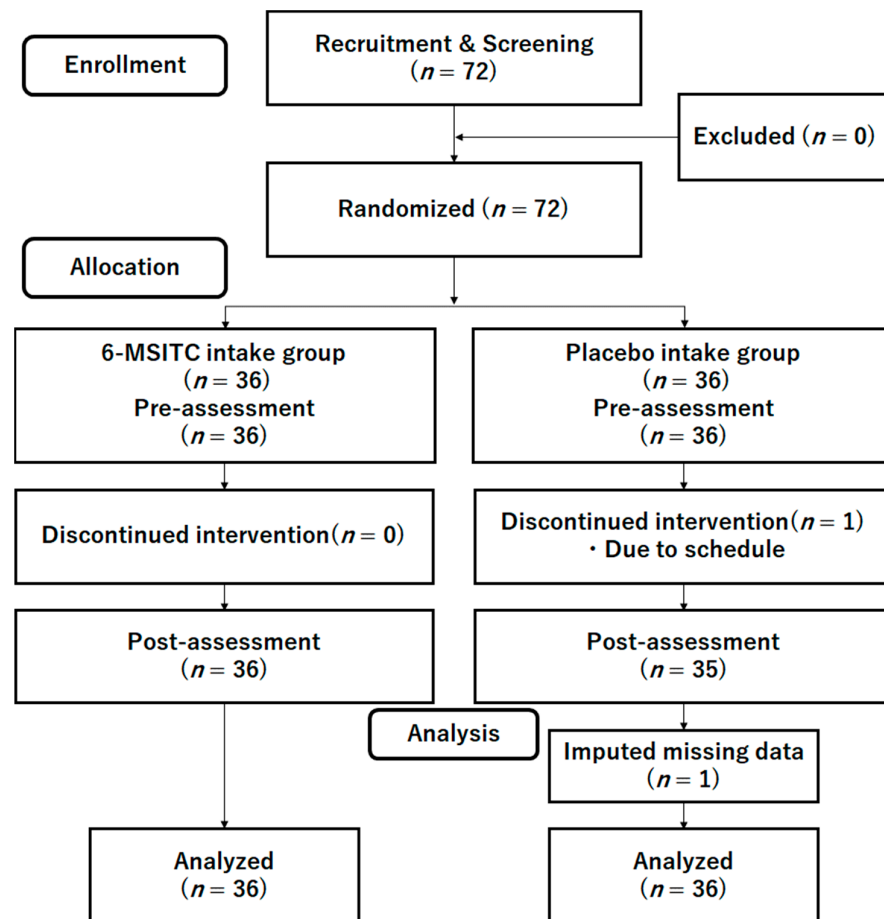 Enrollment
Recruitment & Screening
(n = 72)
Excluded (n = 0)
Randomized (n = 72)
Allocation
6-MSITC intake group
(n = 36)
Pre-assessment
(n = 36)
Placebo intake group
(n = 36)
Pre-assessment
(n = 36)
Discontinued intervention(n = 0)
Discontinued intervention(n = 1)
・Due to schedule
Post-assessment
(n = 36)
Post-assessment
(n = 35)
Analysis
Imputed missing data
(n = 1)
Analyzed
(n = 36)
Analyzed
(n = 36)